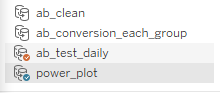 ab_clean
ab_conversion_each_group
ab_test_daily
power_plot